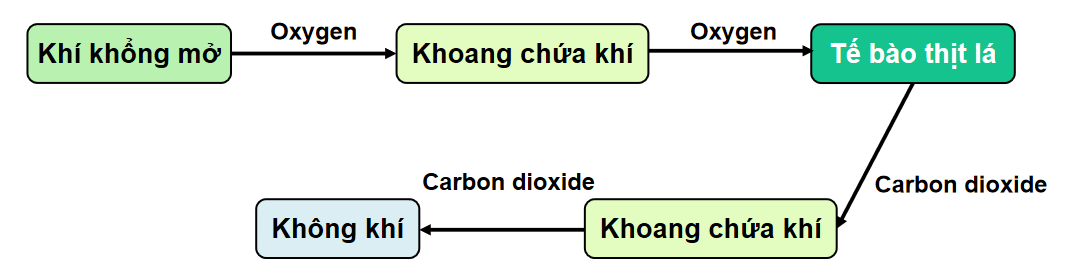 Khí khổng mở
Oxygen
Khoang chứa khí
Oxygen
Tế bào thịt lá
Carbon dioxide
Khoang chứa khí
Carbon dioxide
Không khí